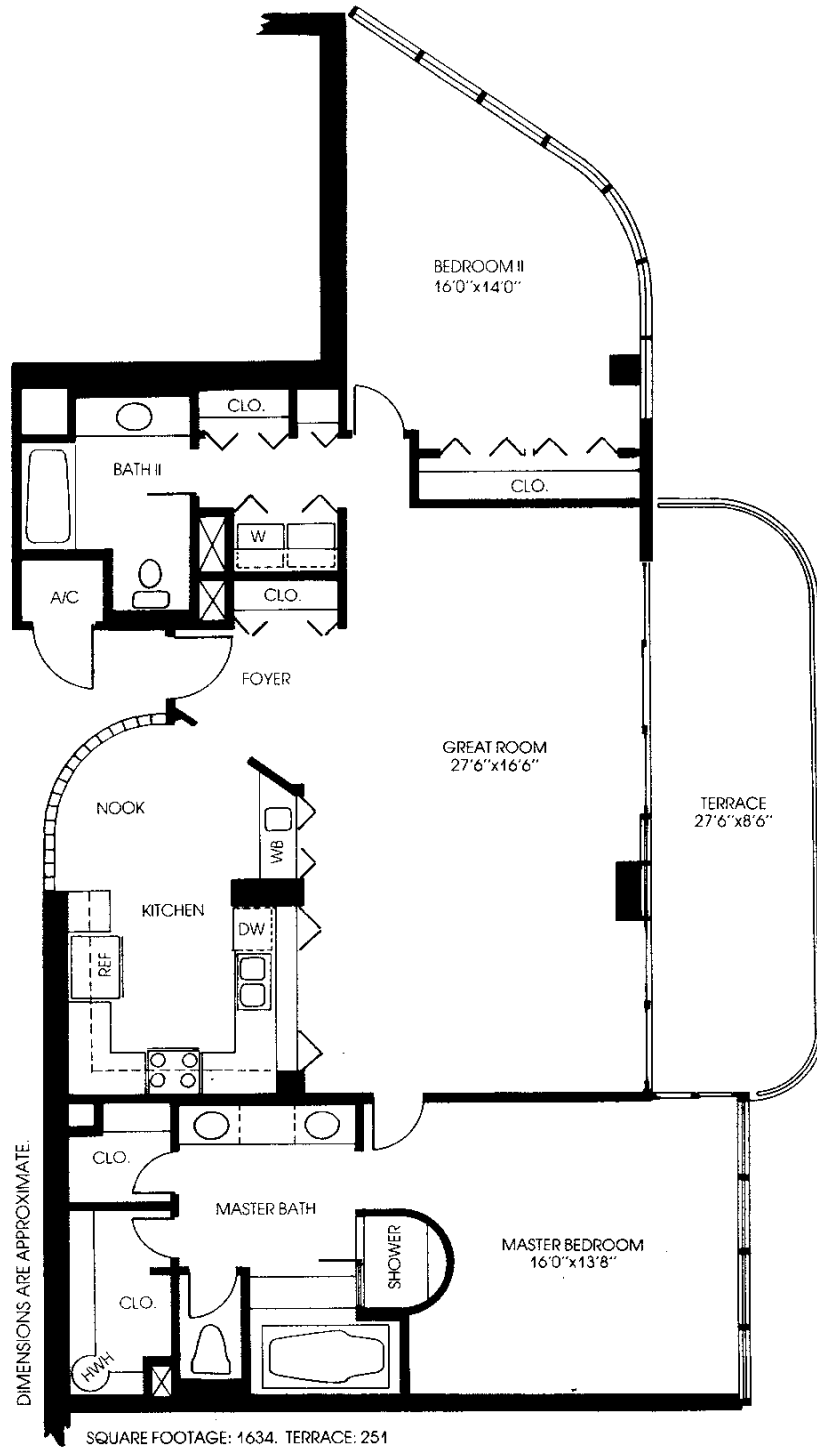 BEDROOM II
16'0"x14'0"
CLO.
BATH II
CLO.
W
A/C
CLO.
FOYER
GREAT ROOM
27'6"x16'6"
NOOK
TERRACE
27'6"x8'6"
WB
KITCHEN
DW
REF
CLO.
MASTER BATH
SHOWER
MASTER BEDROOM
16'0"x13'8"
CLO.
HWH
DIMENSIONS ARE APPROXIMATE.
SQUARE FOOTAGE: 1634. TERRACE: 251